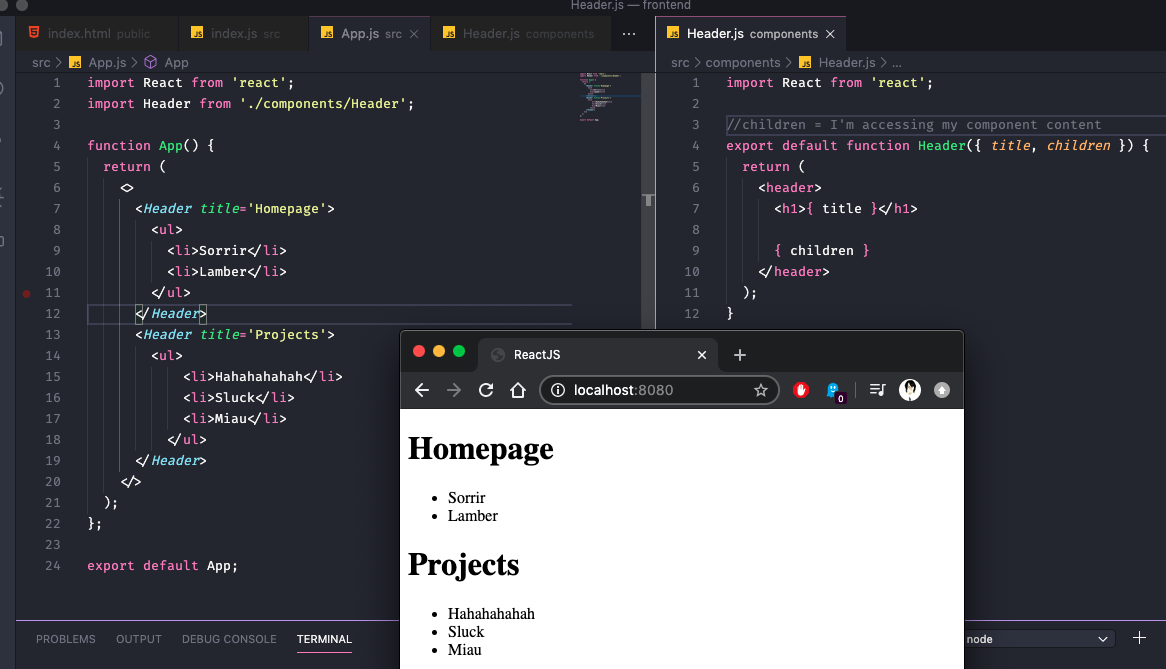 Header.js — frontend
index.html public
index.js src
App.js src
Header.js components
Header.js components
src > App.js > App
1 import React from 'react';
2 import Header from './components/Header';
3
4 function App() {
5 return (
6 <>
7 <Header title='Homepage'>
8 <ul>
9 <li>Sorrir</li>
10 <li>Lamber</li>
11 </ul>
12 </Header>
13 <Header title='Projects'>
14 <ul>
15 <li>Hahahahahah</li>
16 <li>Sluck</li>
17 <li>Miau</li>
18 </ul>
19 </Header>
20 </>
21 );
22 };
23
24 export default App;
src > components > Header.js > ...
1 import React from 'react';
2
3 //children = I'm accessing my component content
4 export default function Header({ title, children }) {
5 return (
6 <header>
7 <h1>{ title }</h1>
8
9 { children }
10 </header>
11 );
12 }
ReactJS
localhost:8080
0
Homepage
Sorrir
Lamber
Projects
Hahahahahah
Sluck
Miau
PROBLEMS OUTPUT DEBUG CONSOLE TERMINAL
node